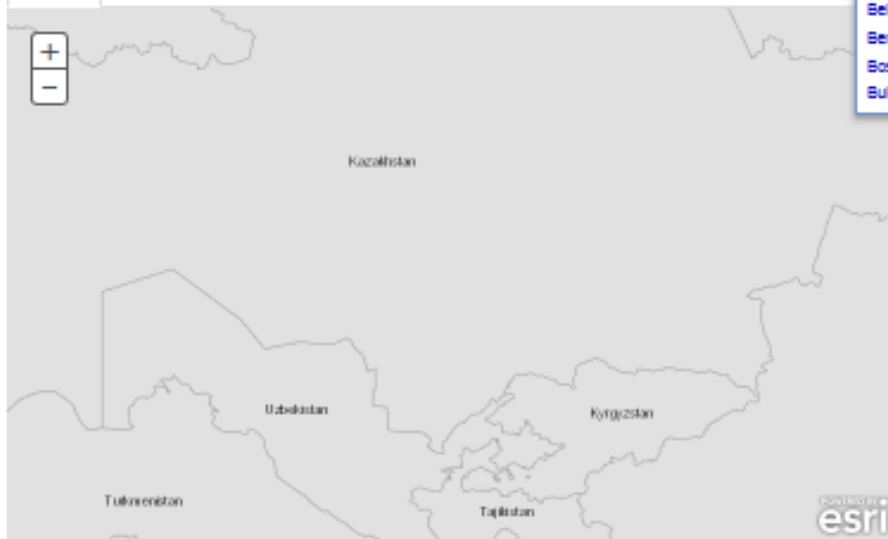 +
−
Kazakhstan
Uzbekistan
Kyrgyzstan
Turkmenistan
Tajikistan
esri